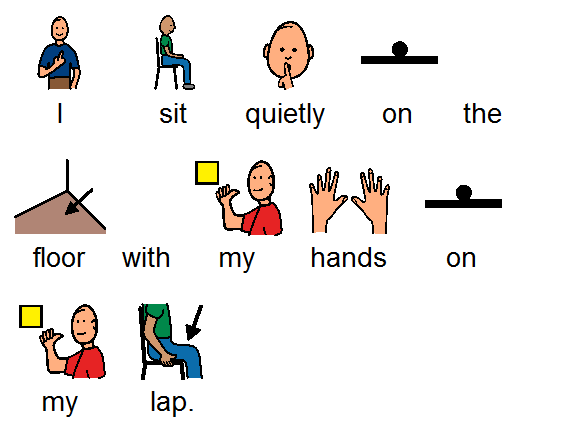 I sit quietly on the
floor with my hands on
my lap.